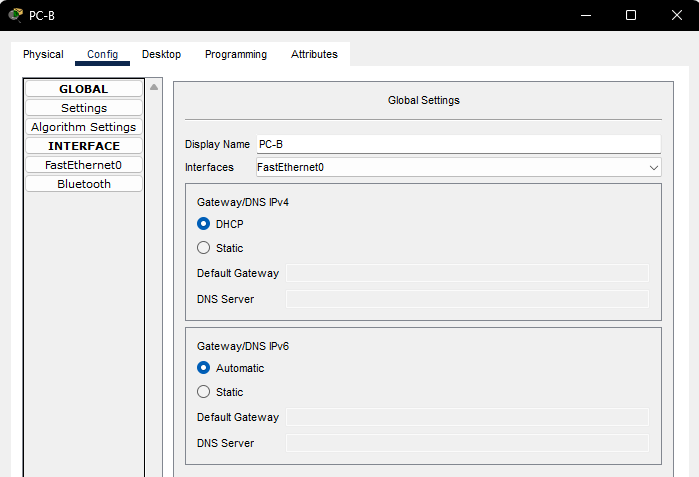 PC-B
Physical Config Desktop Programming Attributes
GLOBAL
Settings
Algorithm Settings
INTERFACE
FastEthernet0
Bluetooth
Global Settings
Display Name PC-B
Interfaces FastEthernet0
Gateway/DNS IPv4
DHCP
Static
Default Gateway
DNS Server
Gateway/DNS IPv6
Automatic
Static
Default Gateway
DNS Server